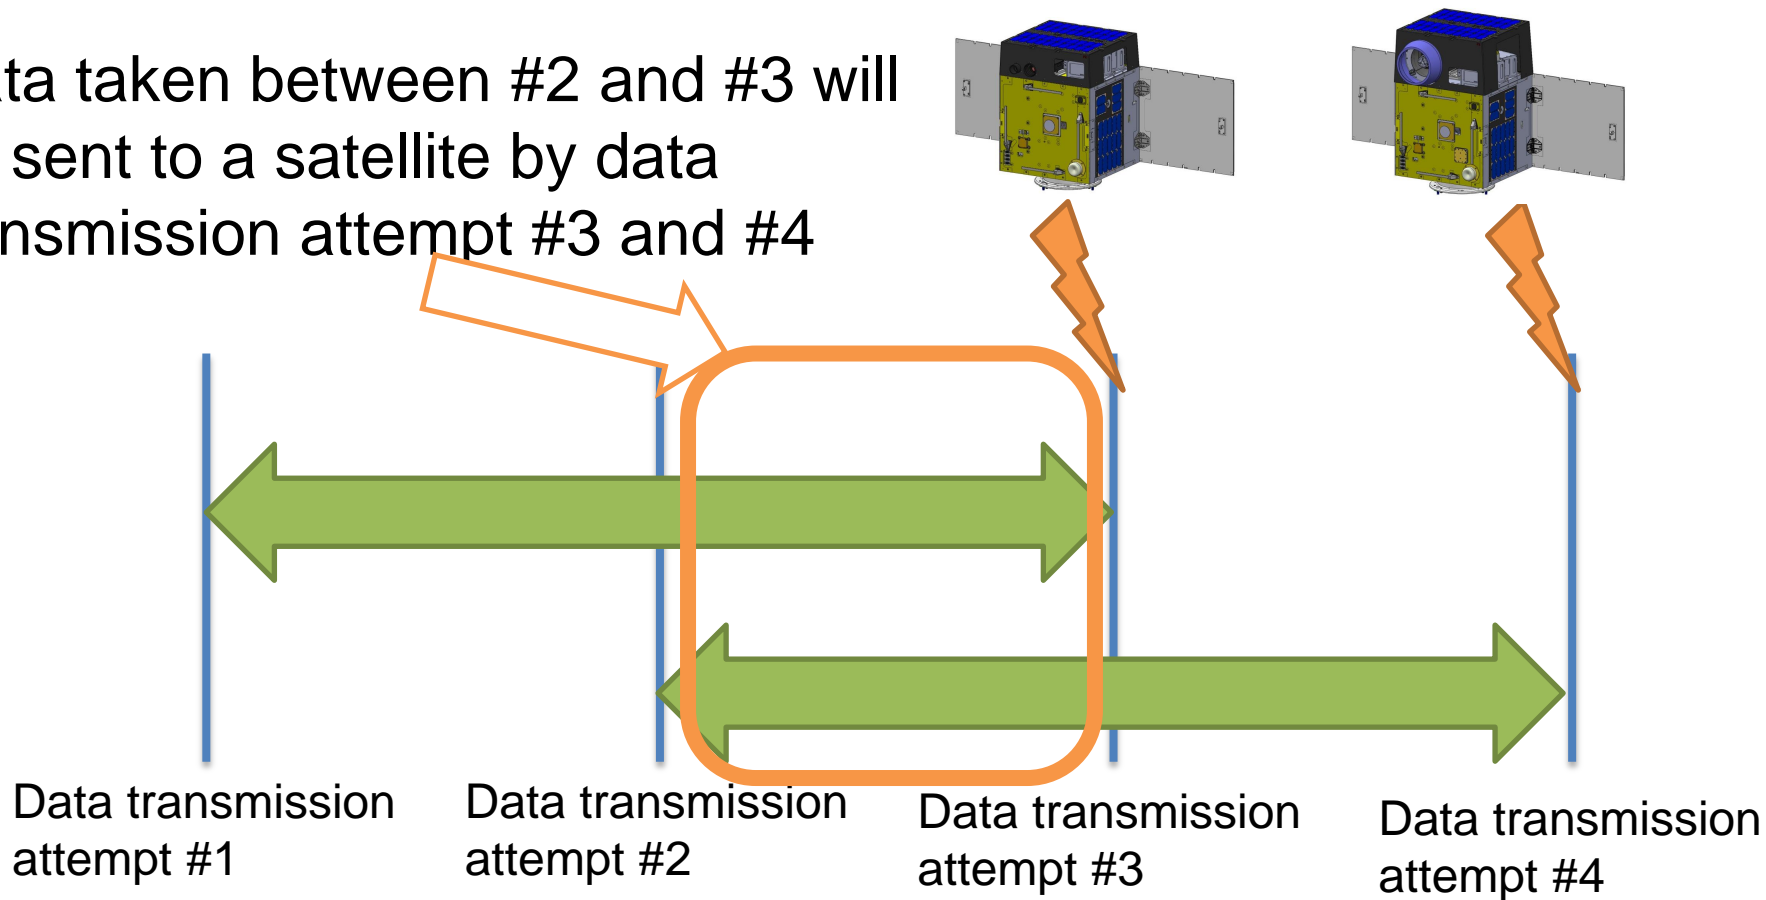 ta taken between #2 and #3 will
sent to a satellite by data
nsmission attempt #3 and #4
Data transmission
attempt #1
Data transmission
attempt #2
Data transmission
attempt #3
Data transmission
attempt #4